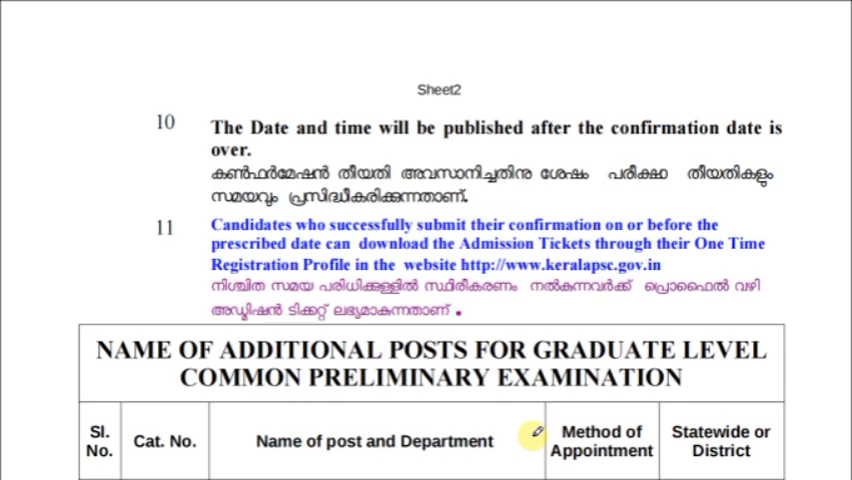 Sheet2
10
The Date and time will be published after the confirmation date is
over.
കൺഫർമേഷൻ തീയതി അവസാനിച്ചതിനു ശേഷം പരീക്ഷാ തീയതികളും
സമയവും പ്രസിദ്ധീകരിക്കുന്നതാണ്.
11
Candidates who successfully submit their confirmation on or before the
prescribed date can download the Admission Tickets through their One Time
Registration Profile in the website http://www.keralapsc.gov.in
നിശ്ചിത സമയ പരിധിക്കുള്ളിൽ സ്ഥിരീകരണം നൽകുന്നവർക്ക് പ്രൊഫൈൽ വഴി
അഡ്മിഷൻ ടിക്കറ്റ് ലഭ്യമാകുന്നതാണ് .
NAME OF ADDITIONAL POSTS FOR GRADUATE LEVEL
COMMON PRELIMINARY EXAMINATION
Sl. No.
Cat. No.
Name of post and Department
Method of Appointment
Statewide or District